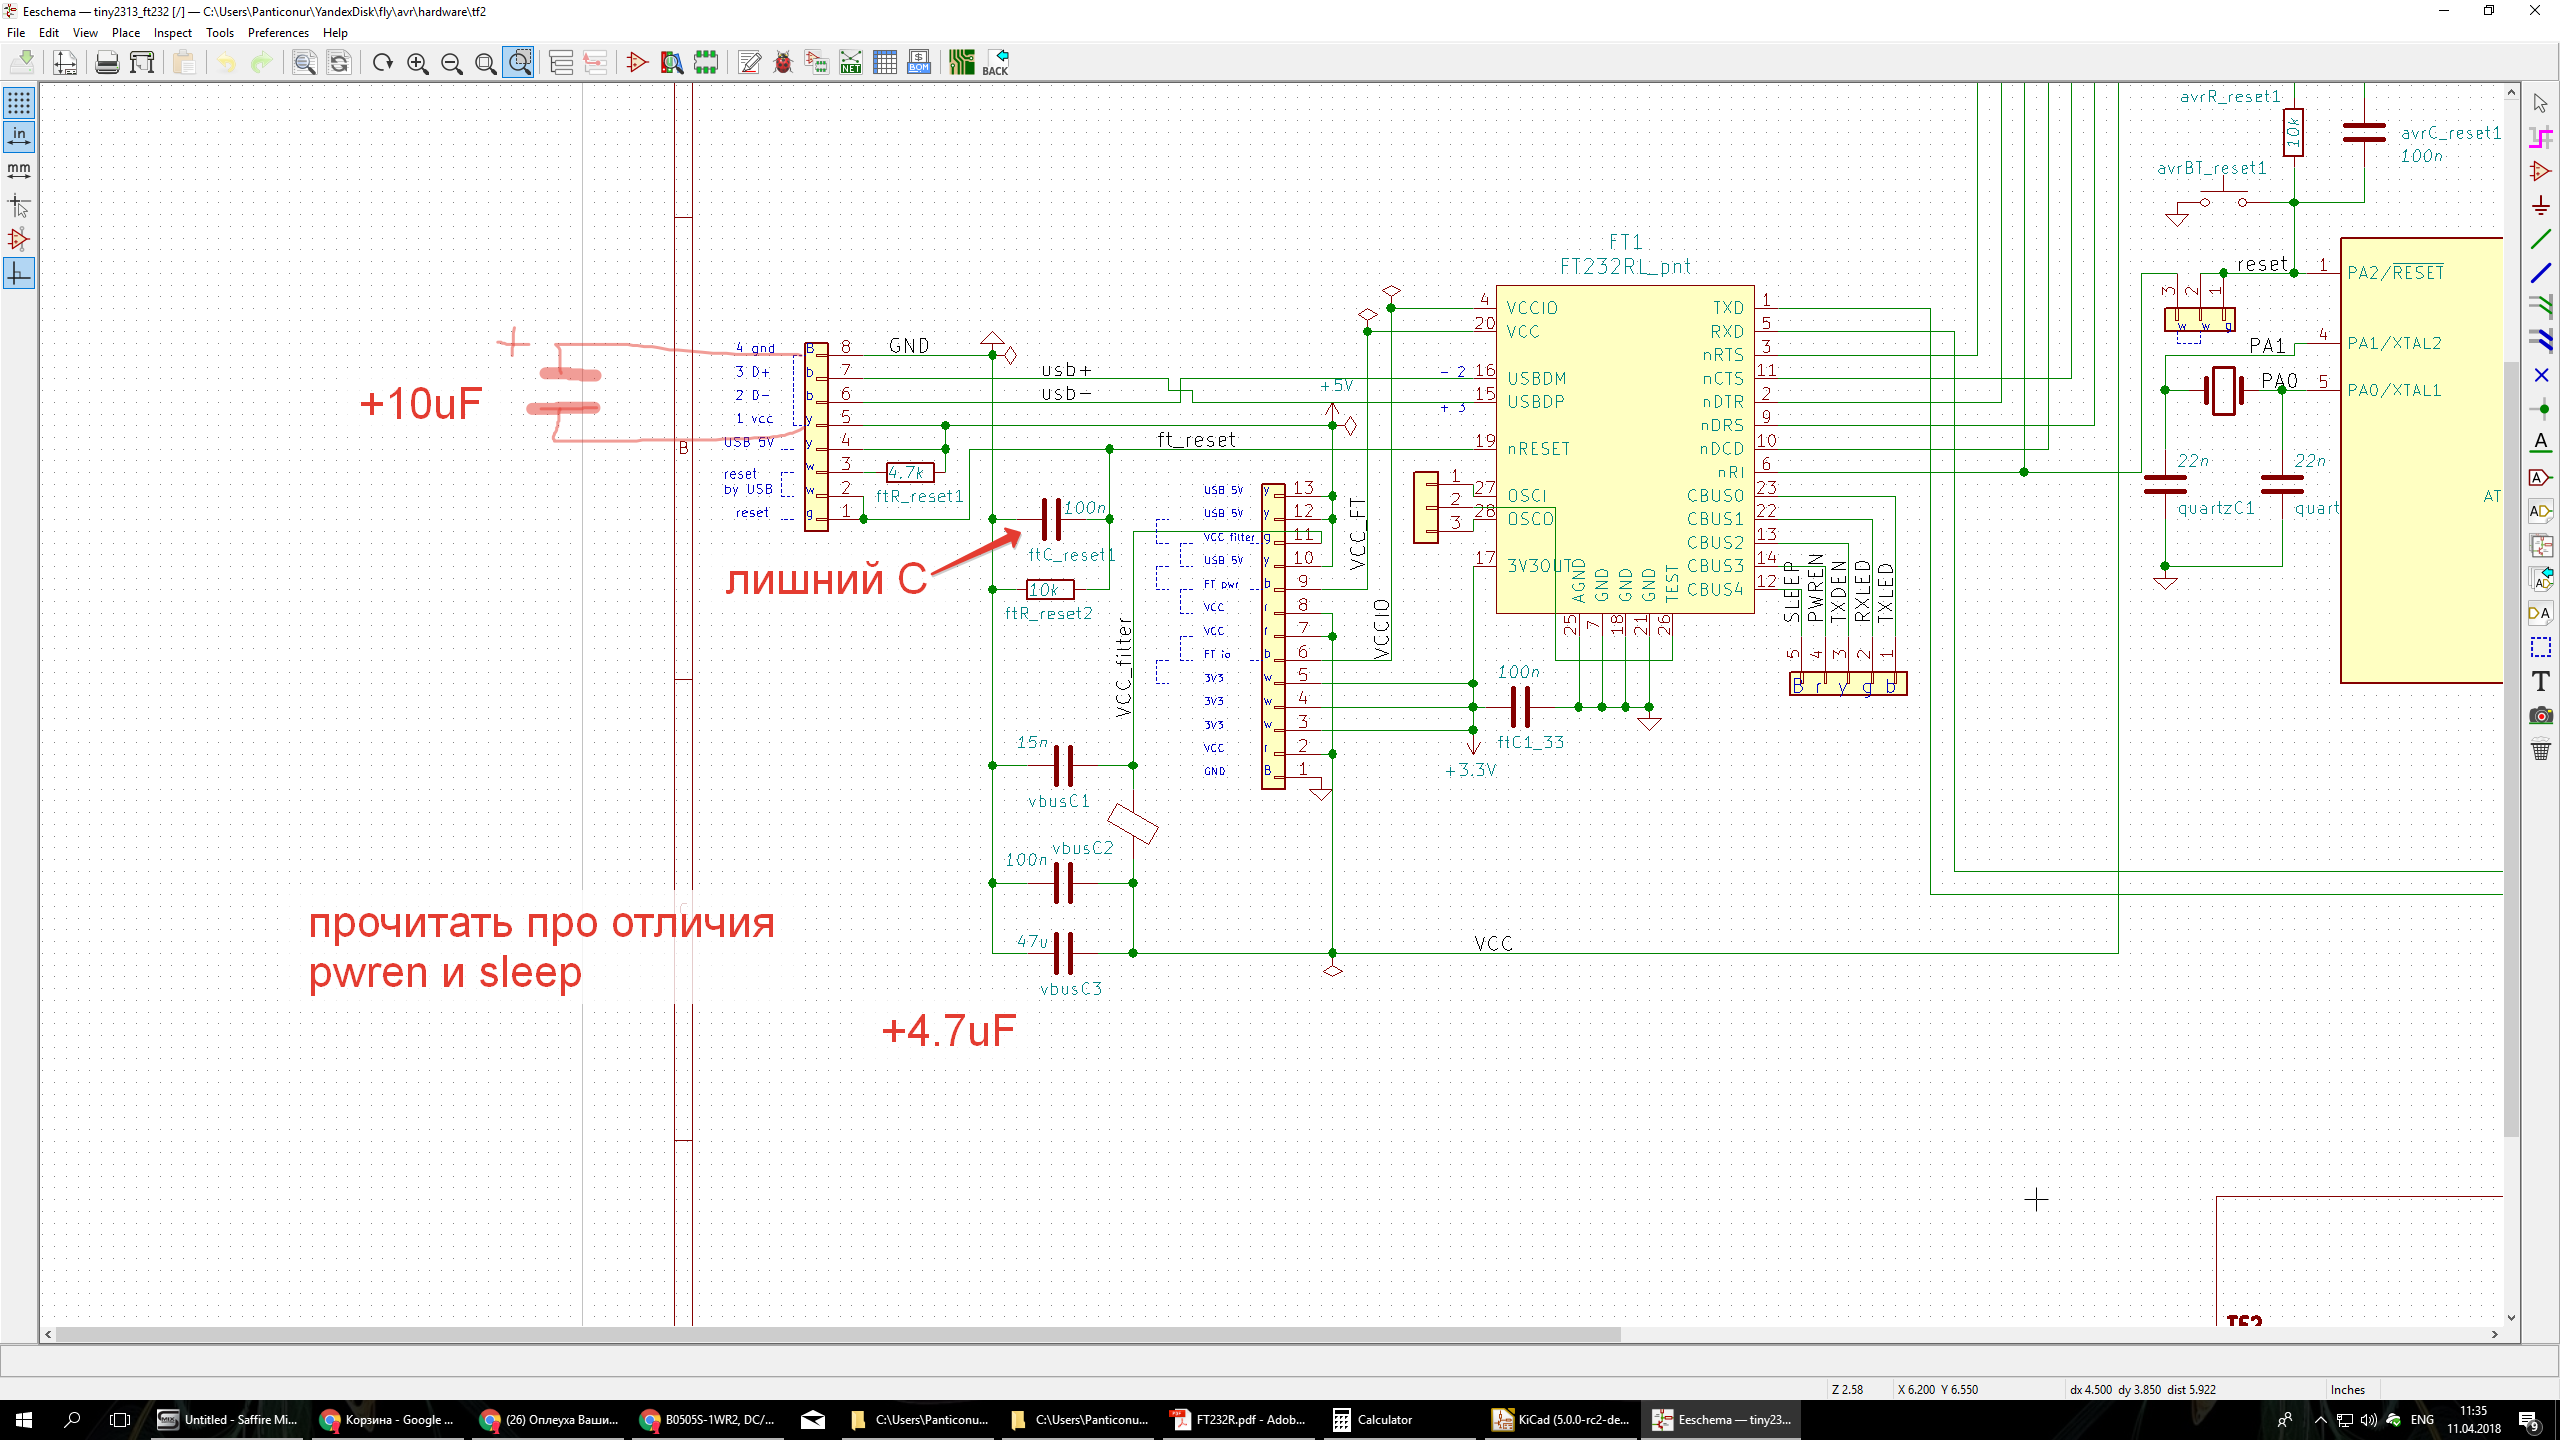 Eeschema — tiny2313_ft232 [/] — C:\Users\Panticonur\YandexDisk\fly\avr\hardware\tf2
File Edit View Place Inspect Tools Preferences Help
NET BOM BACK
in
mm
avrR_reset1
10k
avrC_reset1
100n
avrBT_reset1
FT1
FT232RL_pnt
reset 1 PA2/RESET
3 2 1
w w g
4 PA1/XTAL2
PA1
PA0 5 PA0/XTAL1
22n 22n
quartzC1 quart
AT
4 VCCIO TXD 1
20 VCC RXD 5
nRTS 3
- 2 16 USBDM nCTS 11
+ 3 15 USBDP nDTR 2
nDRS 9
19 nRESET nDCD 10
nRI 6
27 OSCI CBUS0 23
28 OSCO CBUS1 22
CBUS2 13
17 3V3OUT CBUS3 14
CBUS4 12
AGND GND GND GND TEST
25 7 18 21 26
1
2
3
SLEEP PWREN TXDEN RXLED TXLED
5 4 3 2 1
B r y g b
+
+10uF
4 gnd B 8 GND
3 D+ b 7 usb+
2 D- b 6 usb-
1 vcc y 5
USB 5V y 4
reset w 3
by USB w 2
reset g 1
B
+5V
ft_reset
4.7k
ftR_reset1
100n
ftC_reset1
лишний С
10k
ftR_reset2
USB 5V y 13
USB 5V y 12
VCC filter g 11
USB 5V y 10
FT pwr b 9
VCC r 8
VCC r 7
FT io b 6
3V3 w 5
3V3 w 4
3V3 w 3
VCC r 2
GND B 1
VCC_FT
VCCIO
VCC_filter
100n
ftC1_33
+3.3V
15n
vbusC1
100n vbusC2
47u
vbusC3
VCC
прочитать про отличия
pwren и sleep
+4.7uF
TF2
Z 2.58 X 6.200 Y 6.550 dx 4.500 dy 3.850 dist 5.922 Inches
Untitled - Saffire Mi... Корзина - Google ... (26) Оплеуха Ваши... B0505S-1WR2, DC/... C:\Users\Panticonu... C:\Users\Panticonu... FT232R.pdf - Adob... Calculator KiCad (5.0.0-rc2-de... Eeschema — tiny23... ENG 11:35
11.04.2018
9